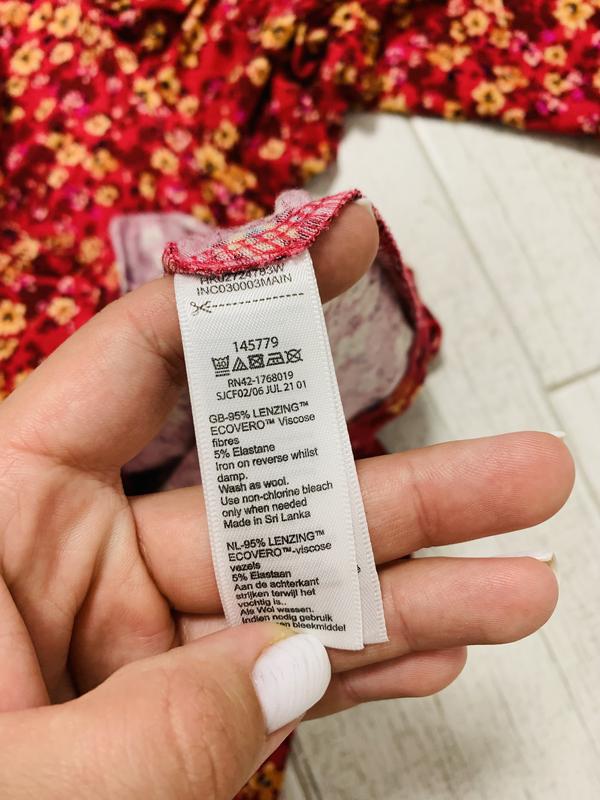 INC030003MAIN
145779
40
RN42-1768019
SJCF02/06 JUL 21 01
GB-95% LENZING™
ECOVERO™ Viscose
fibres
5% Elastane
Iron on reverse whilst
damp.
Wash as wool.
Use non-chlorine bleach
only when needed
Made in Sri Lanka
NL-95% LENZING™
ECOVERO™-viscose
vezels
5% Elastaan
Aan de achterkant
strijken terwijl het
vochtig is..
Als Wol wassen.
Indien nodig gebruik
bleekmiddel